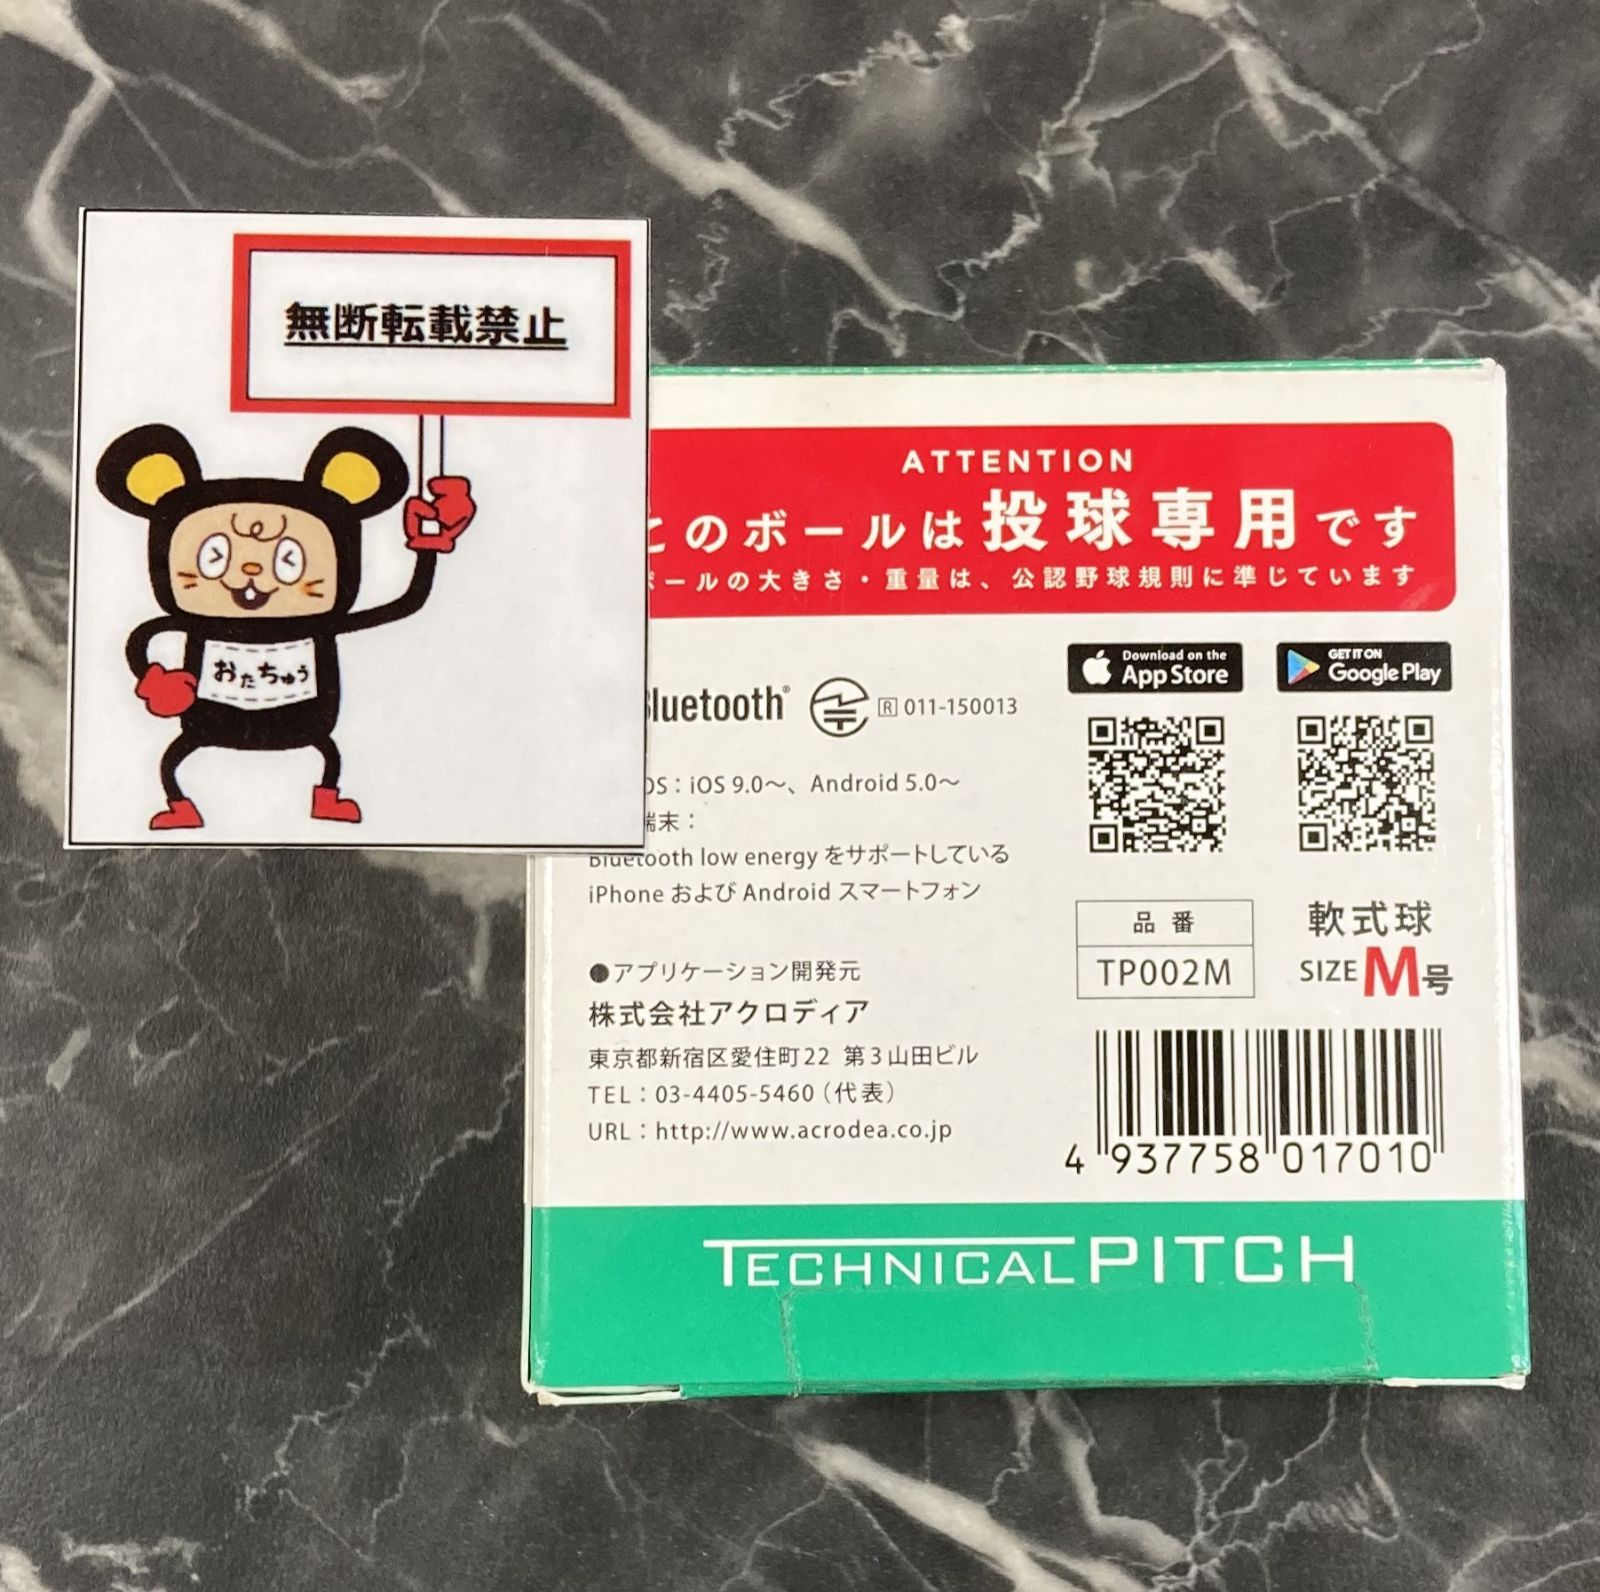 無断転載禁止
おたちゅう
ATTENTION
のボールは投球専用です
ールの大きさ・重量は、公認野球規則に準じています
Download on the
App Store
GET IT ON
Google Play
luetooth®
R 011-150013
OS：iOS 9.0～、Android 5.0～
端末：
Bluetooth low energy をサポートしている
iPhone および Android スマートフォン
品番
TP002M
軟式球
SIZE M号
●アプリケーション開発元
株式会社アクロディア
東京都新宿区愛住町22 第3山田ビル
TEL：03-4405-5460（代表）
URL：http://www.acrodea.co.jp
4 937758 017010
TECHNICALPITCH